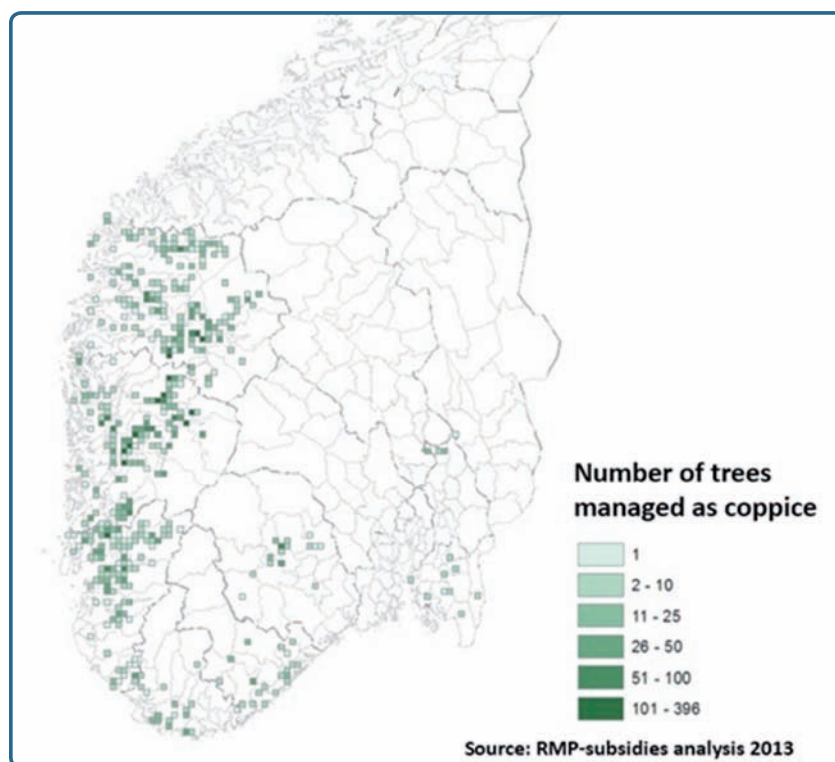 Number of trees
managed as coppice
1
2 - 10
11 - 25
26 - 50
51 - 100
101 - 396
Source: RMP-subsidies analysis 2013